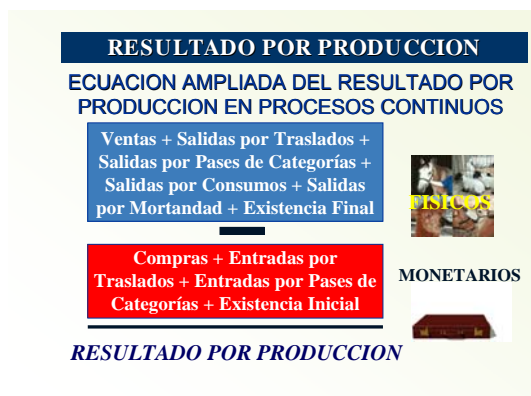 RESULTADO POR PRODUCCION
ECUACION AMPLIADA DEL RESULTADO POR
PRODUCCION EN PROCESOS CONTINUOS
Ventas + Salidas por Traslados +
Salidas por Pases de Categorías +
Salidas por Consumos + Salidas
por Mortandad + Existencia Final
FISICOS
Compras + Entradas por
Traslados + Entradas por Pases de
Categorías + Existencia Inicial
MONETARIOS
RESULTADO POR PRODUCCION